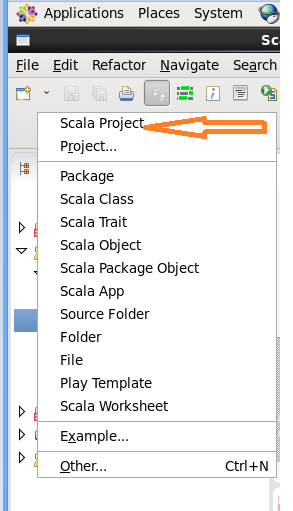 Applications Places System
Sc
File Edit Refactor Navigate Search
Scala Project
Project...
Package
Scala Class
Scala Trait
Scala Object
Scala Package Object
Scala App
Source Folder
Folder
File
Play Template
Scala Worksheet
Example...
Other... Ctrl+N